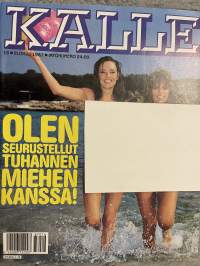 KALLE
OLEN
SEURUSTELLUT
TUHANNEN
MIEHEN
KANSSA!